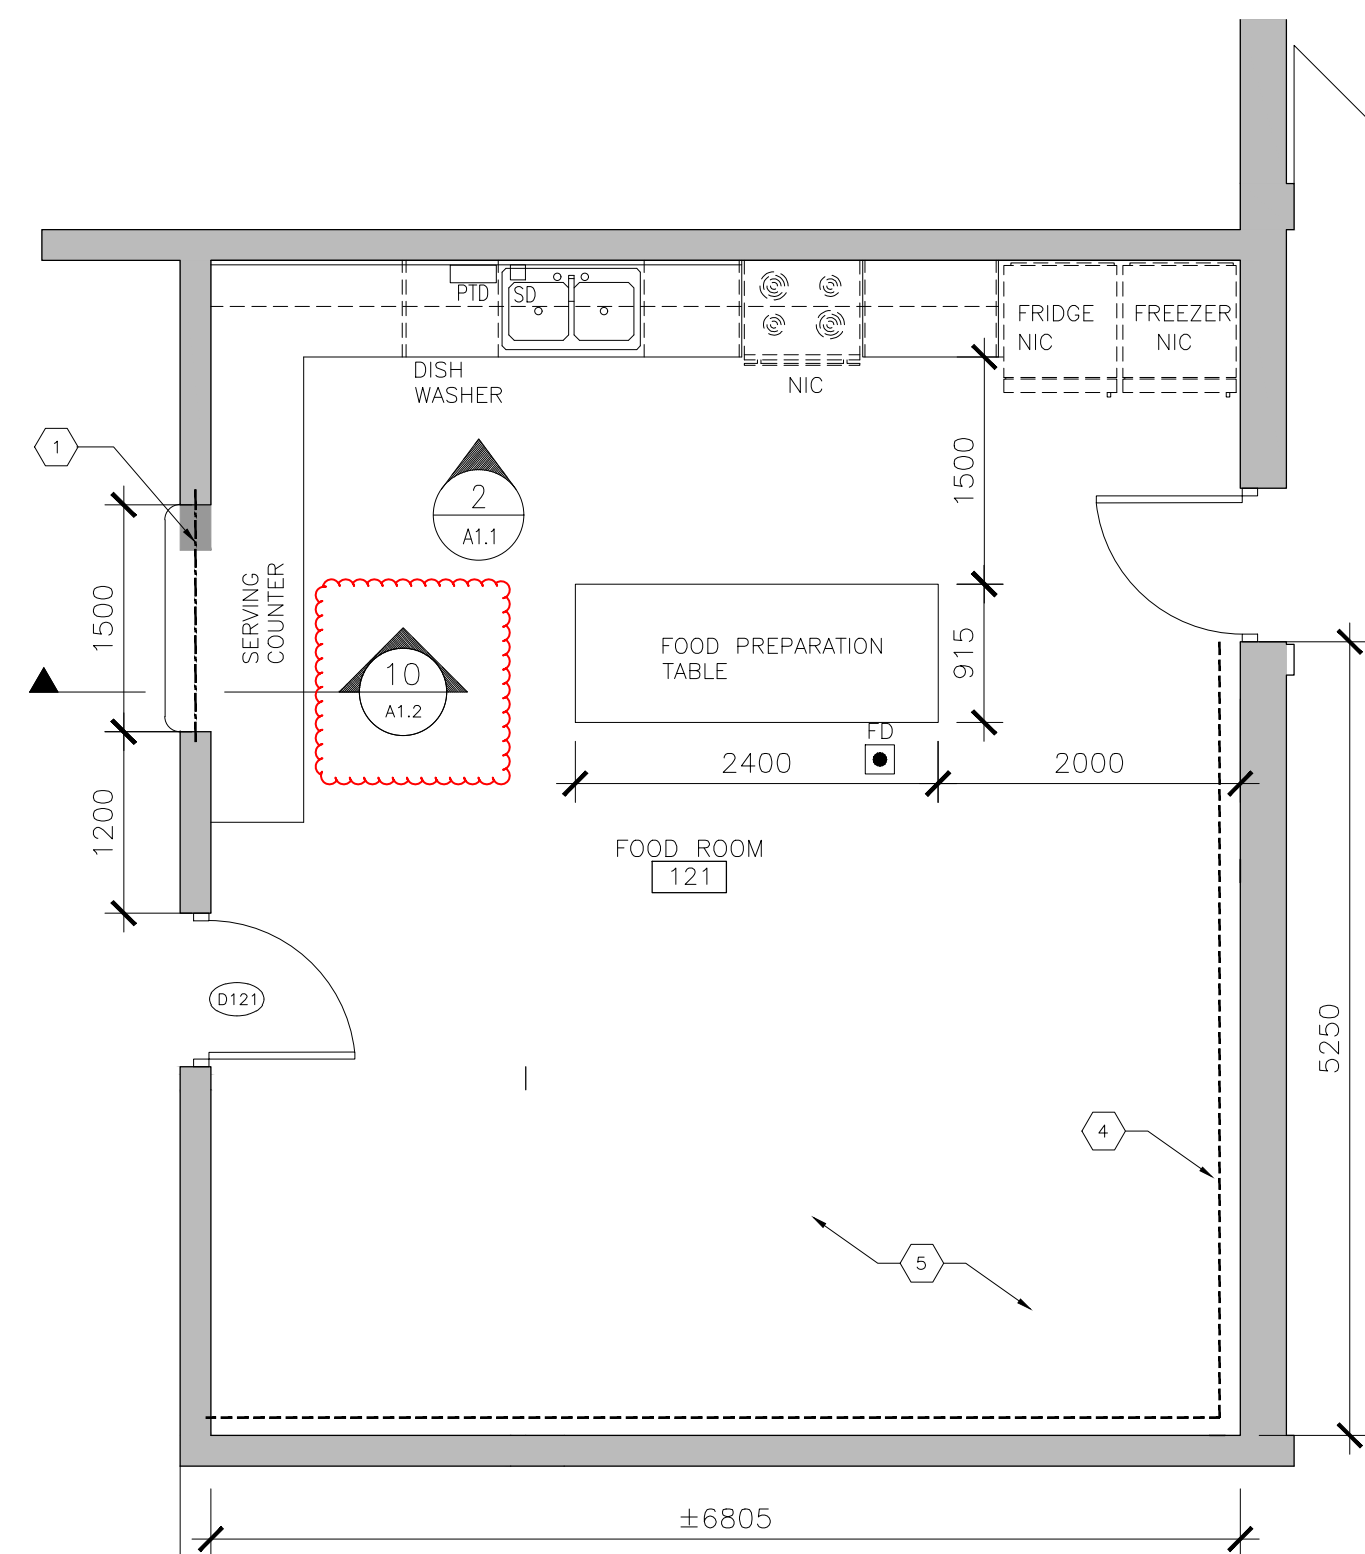 PTD
SD
FRIDGE
NIC
FREEZER
NIC
DISH
WASHER
NIC
1
2
A1.1
1500
1500
SERVING
COUNTER
10
A1.2
FOOD PREPARATION
TABLE
915
FD
2400
2000
1200
FOOD ROOM
121
D121
5250
4
5
±6805